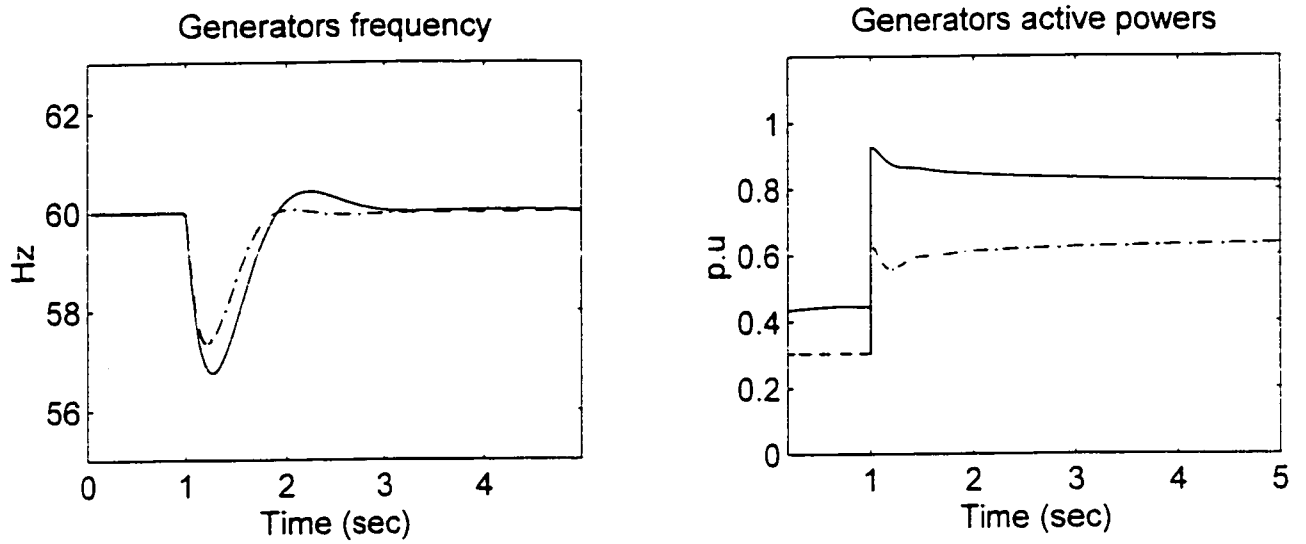 Generators frequency
62
60
58
56
Hz
0 1 2 3 4
Time (sec)
Generators active powers
1
0.8
0.6
0.4
0.2
0
p.u
1 2 3 4 5
Time (sec)